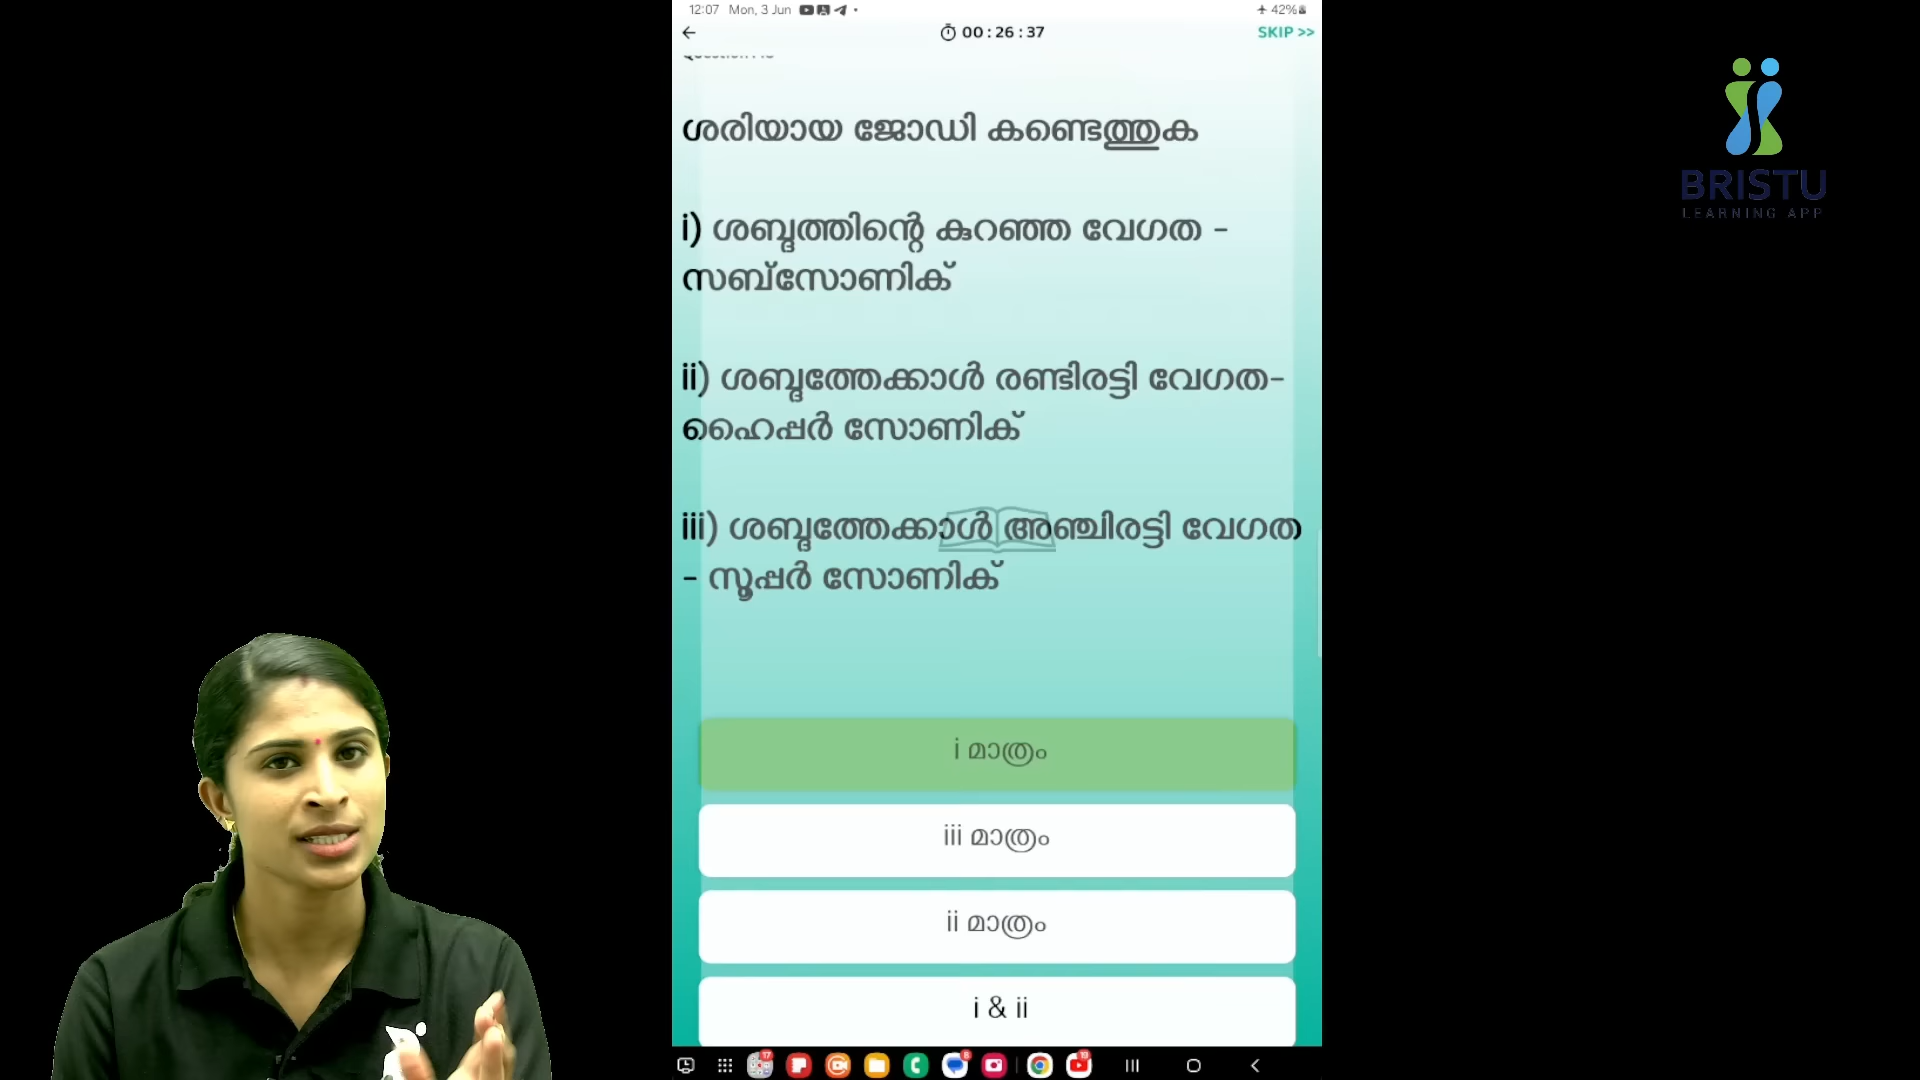 12:07 Mon, 3 Jun
42%
00 : 26 : 37
SKIP >>
ശരിയായ ജോഡി കണ്ടെത്തുക
i) ശബ്ദത്തിന്റെ കുറഞ്ഞ വേഗത -
സബ്സോണിക്
ii) ശബ്ദത്തേക്കാൾ രണ്ടിരട്ടി വേഗത-
ഹൈപ്പർ സോണിക്
iii) ശബ്ദത്തേക്കാൾ അഞ്ചിരട്ടി വേഗത
- സൂപ്പർ സോണിക്
i മാത്രം
iii മാത്രം
ii മാത്രം
i & ii
BRISTU
LEARNING APP